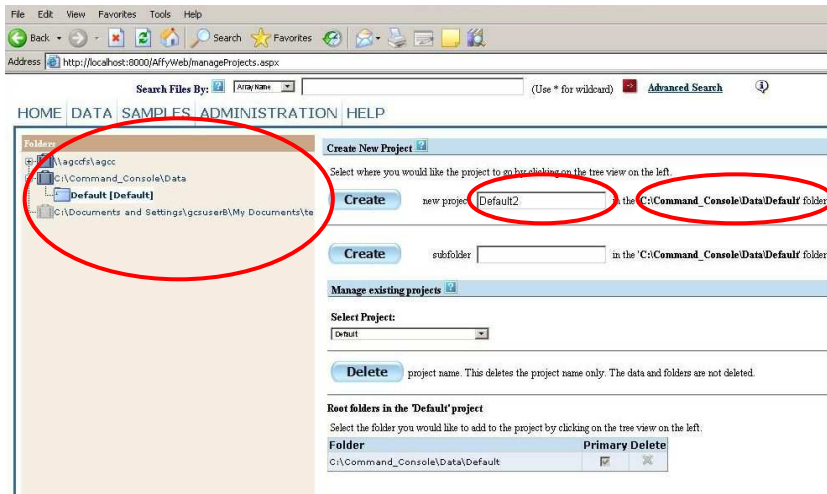 File Edit View Favorites Tools Help
Back Search Favorites
Address http://localhost:8000/AffyWeb/manageProjects.aspx
Search Files By: Array Name (Use * for wildcard) Advanced Search
HOME DATA SAMPLES ADMINISTRATION HELP
Folders
\\agccfs\agcc
C:\Command_Console\Data
Default [Default]
C:\Documents and Settings\gcsuserB\My Documents\te
Create New Project
Select where you would like the project to go by clicking on the tree view on the left.
Create new project Default2 in the 'C:\Command_Console\Data\Default' folder
Create subfolder in the 'C:\Command_Console\Data\Default' folder
Manage existing projects
Select Project:
Default
Delete project name. This deletes the project name only. The data and folders are not deleted.
Root folders in the 'Default' project
Select the folder you would like to add to the project by clicking on the tree view on the left.
Folder Primary Delete
C:\Command_Console\Data\Default